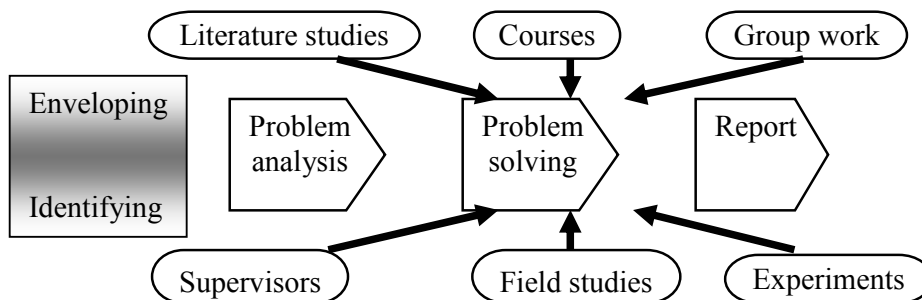 Literature studies
Courses
Group work
Enveloping
Identifying
Problem
analysis
Problem
solving
Report
Supervisors
Field studies
Experiments